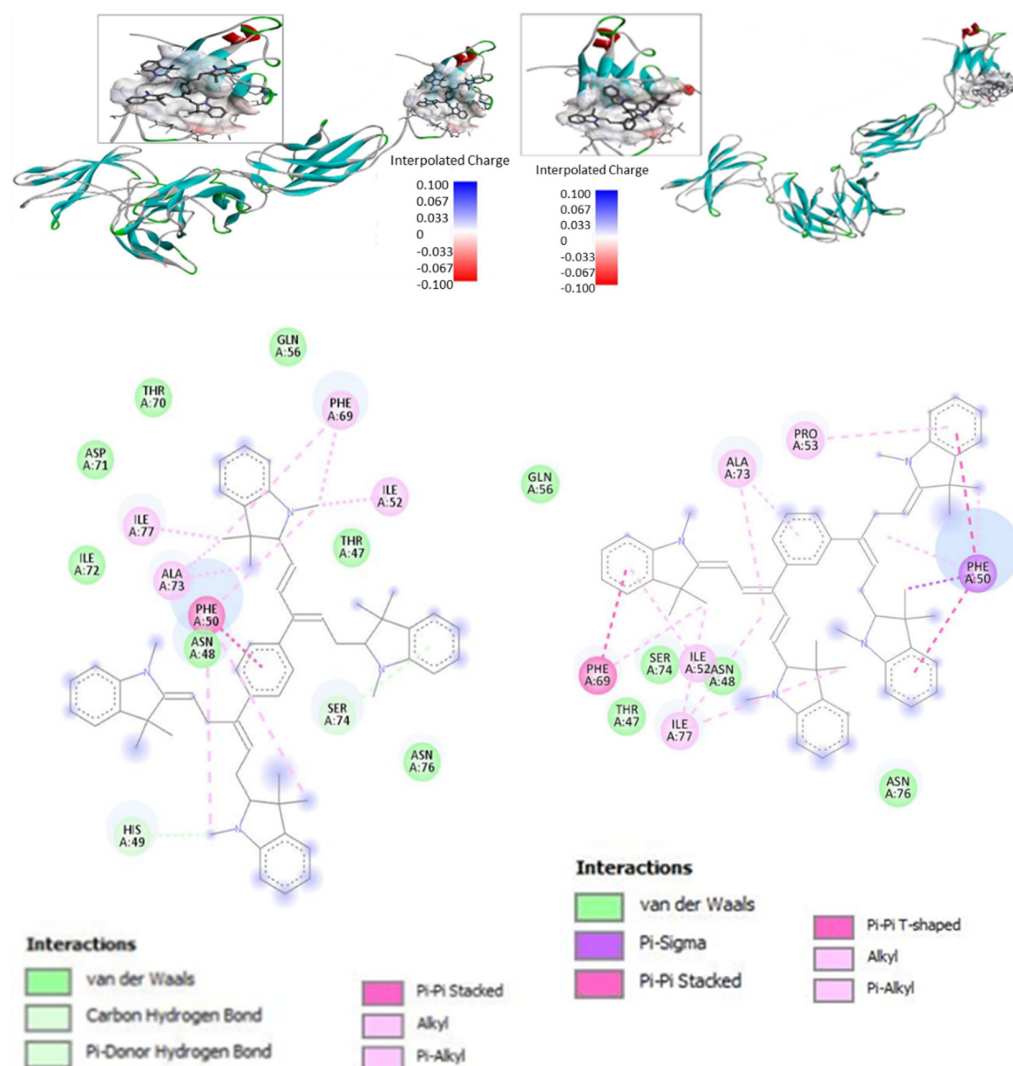 Interpolated Charge
0.100
0.067
0.033
0
-0.033
-0.067
-0.100
Interpolated Charge
0.100
0.067
0.033
0
-0.033
-0.067
-0.100
GLN
A:56
THR
A:70
PHE
A:69
ASP
A:71
ILE
A:52
ILE
A:77
THR
A:47
ILE
A:72
ALA
A:73
PHE
A:50
ASN
A:48
N
N
N
SER
A:74
ASN
A:76
HIS
A:49
N
PRO
A:53
ALA
A:73
GLN
A:56
N
N
PHE
A:50
PHE
A:69
SER
A:74
ILE
A:52
ASN
A:48
THR
A:47
ILE
A:77
N
N
ASN
A:76
Interactions
van der Waals
Carbon Hydrogen Bond
Pi-Donor Hydrogen Bond
Pi-Pi Stacked
Alkyl
Pi-Alkyl
Interactions
van der Waals
Pi-Sigma
Pi-Pi Stacked
Pi-Pi T-shaped
Alkyl
Pi-Alkyl